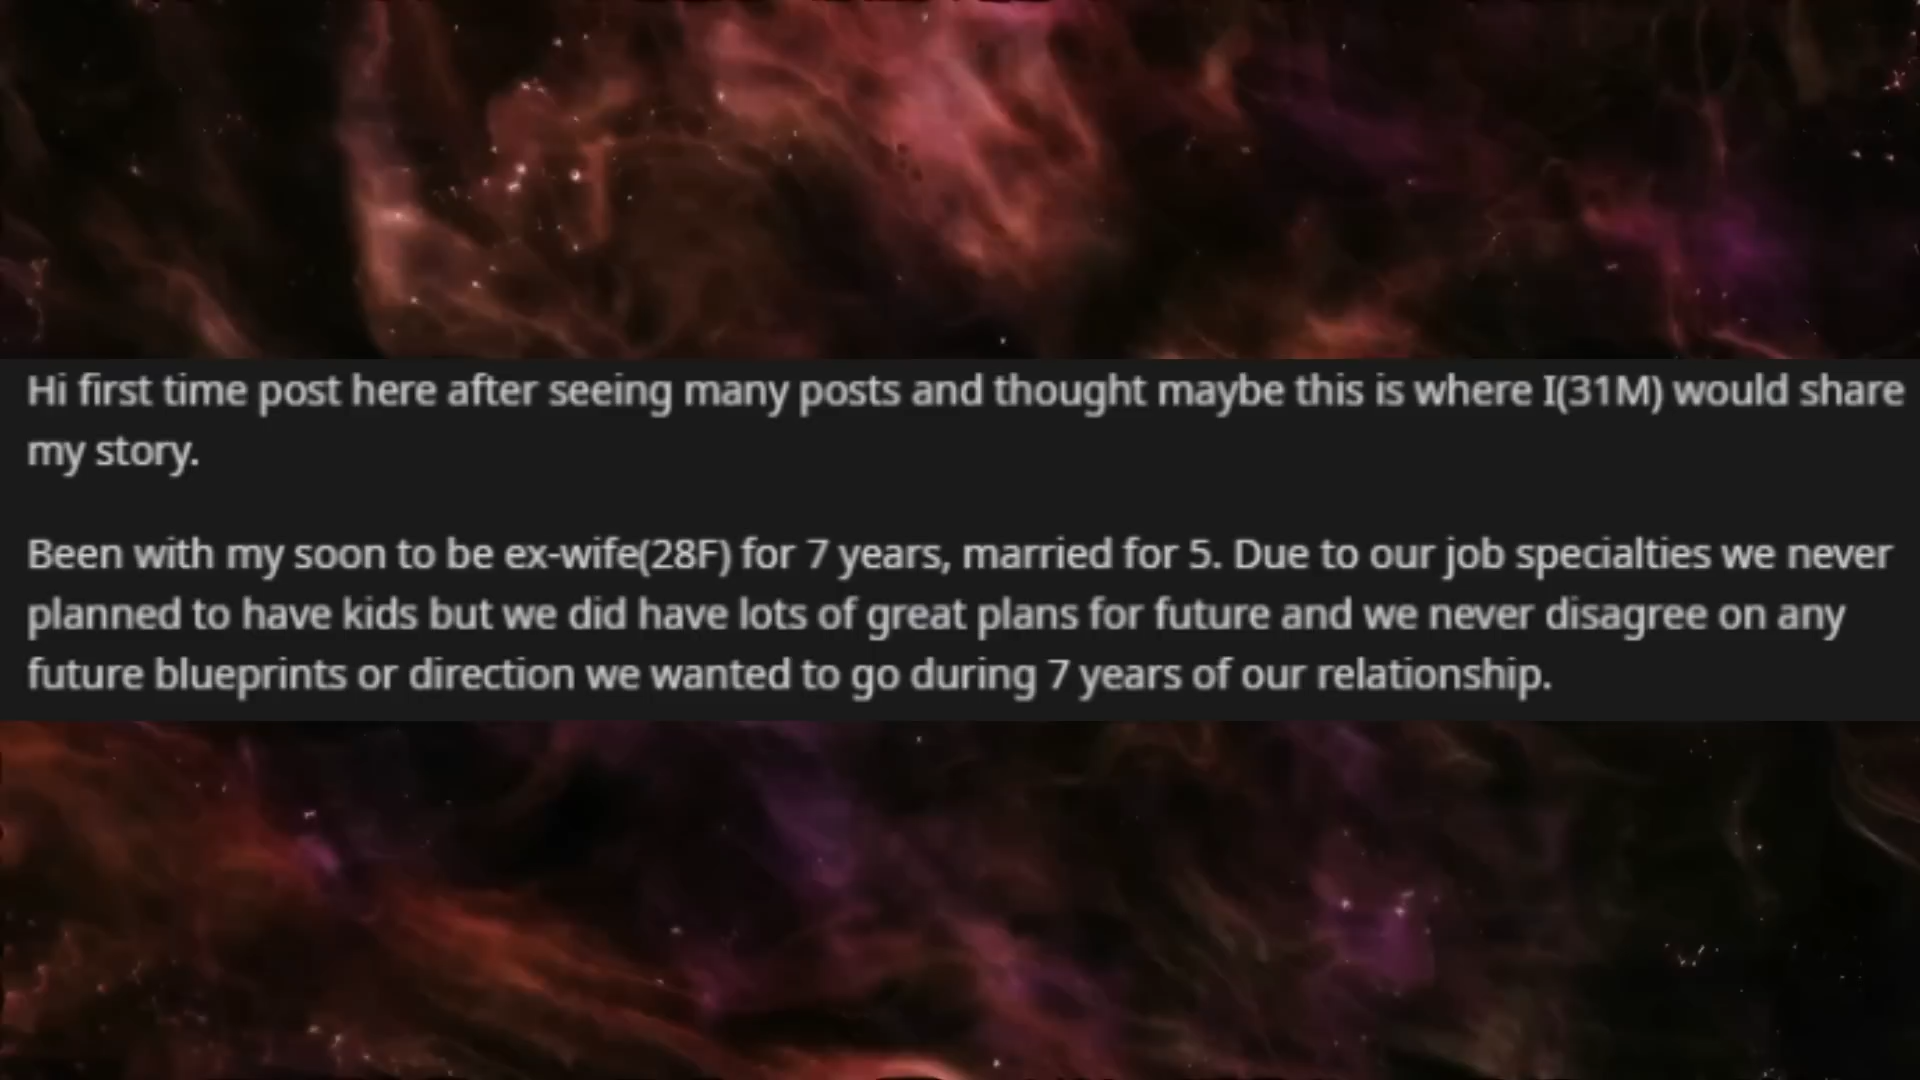 Hi first time post here after seeing many posts and thought maybe this is where I(31M) would share
my story.
Been with my soon to be ex-wife(28F) for 7 years, married for 5. Due to our job specialties we never
planned to have kids but we did have lots of great plans for future and we never disagree on any
future blueprints or direction we wanted to go during 7 years of our relationship.